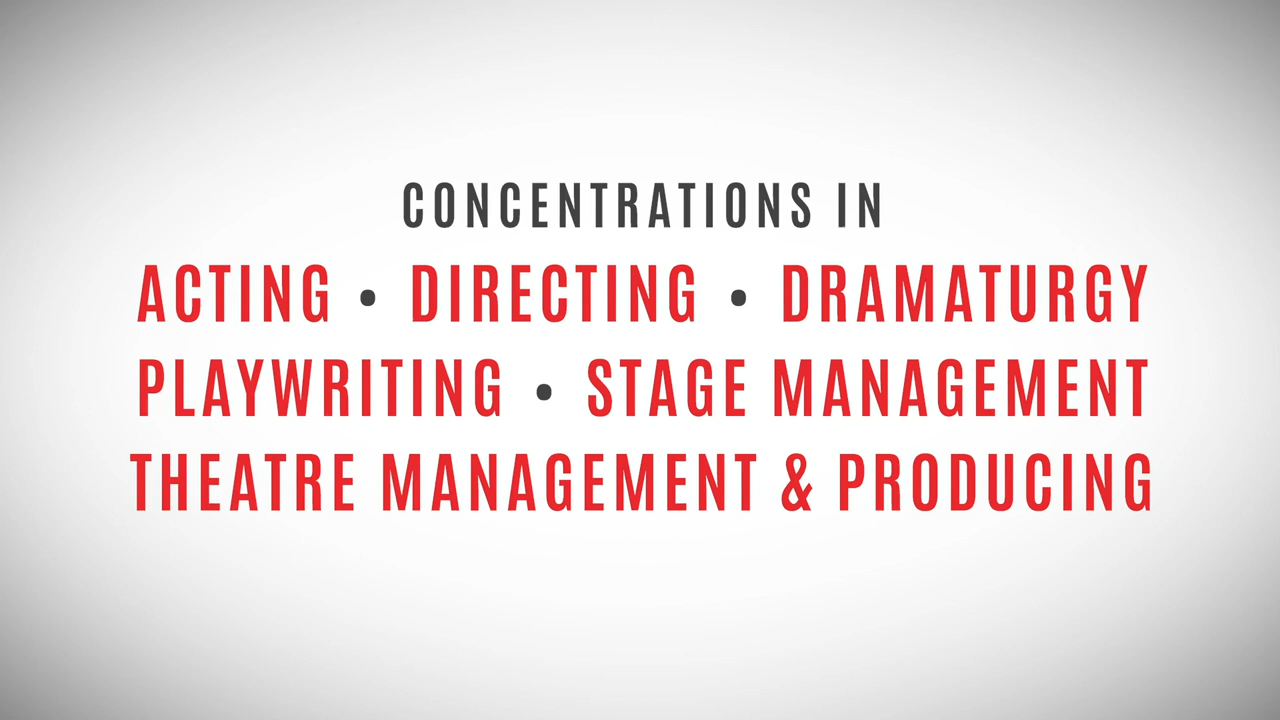 CONCENTRATIONS IN
ACTING • DIRECTING • DRAMATURGY
PLAYWRITING • STAGE MANAGEMENT
THEATRE MANAGEMENT & PRODUCING